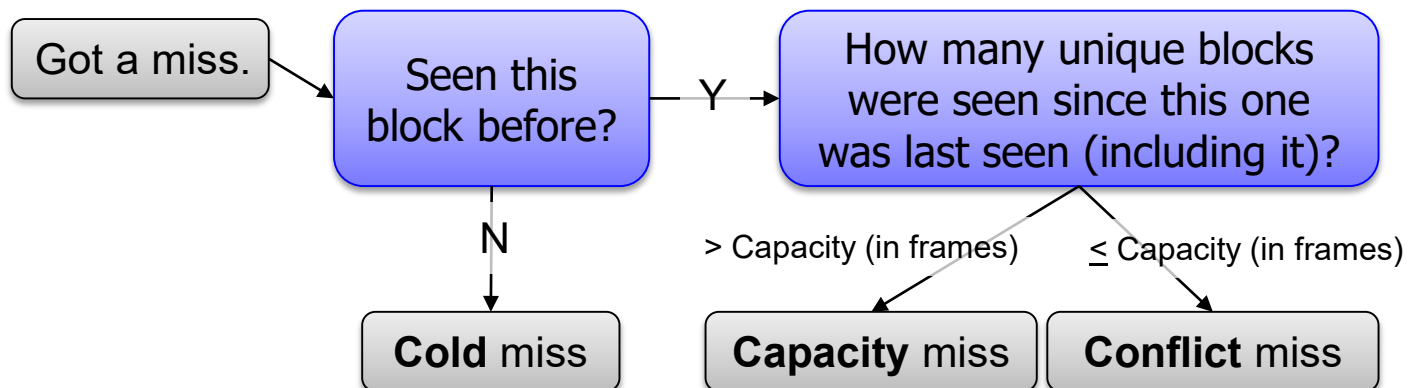 Got a miss.
Seen this
block before?
Y
How many unique blocks
were seen since this one
was last seen (including it)?
N
> Capacity (in frames)
≤ Capacity (in frames)
Cold miss
Capacity miss
Conflict miss